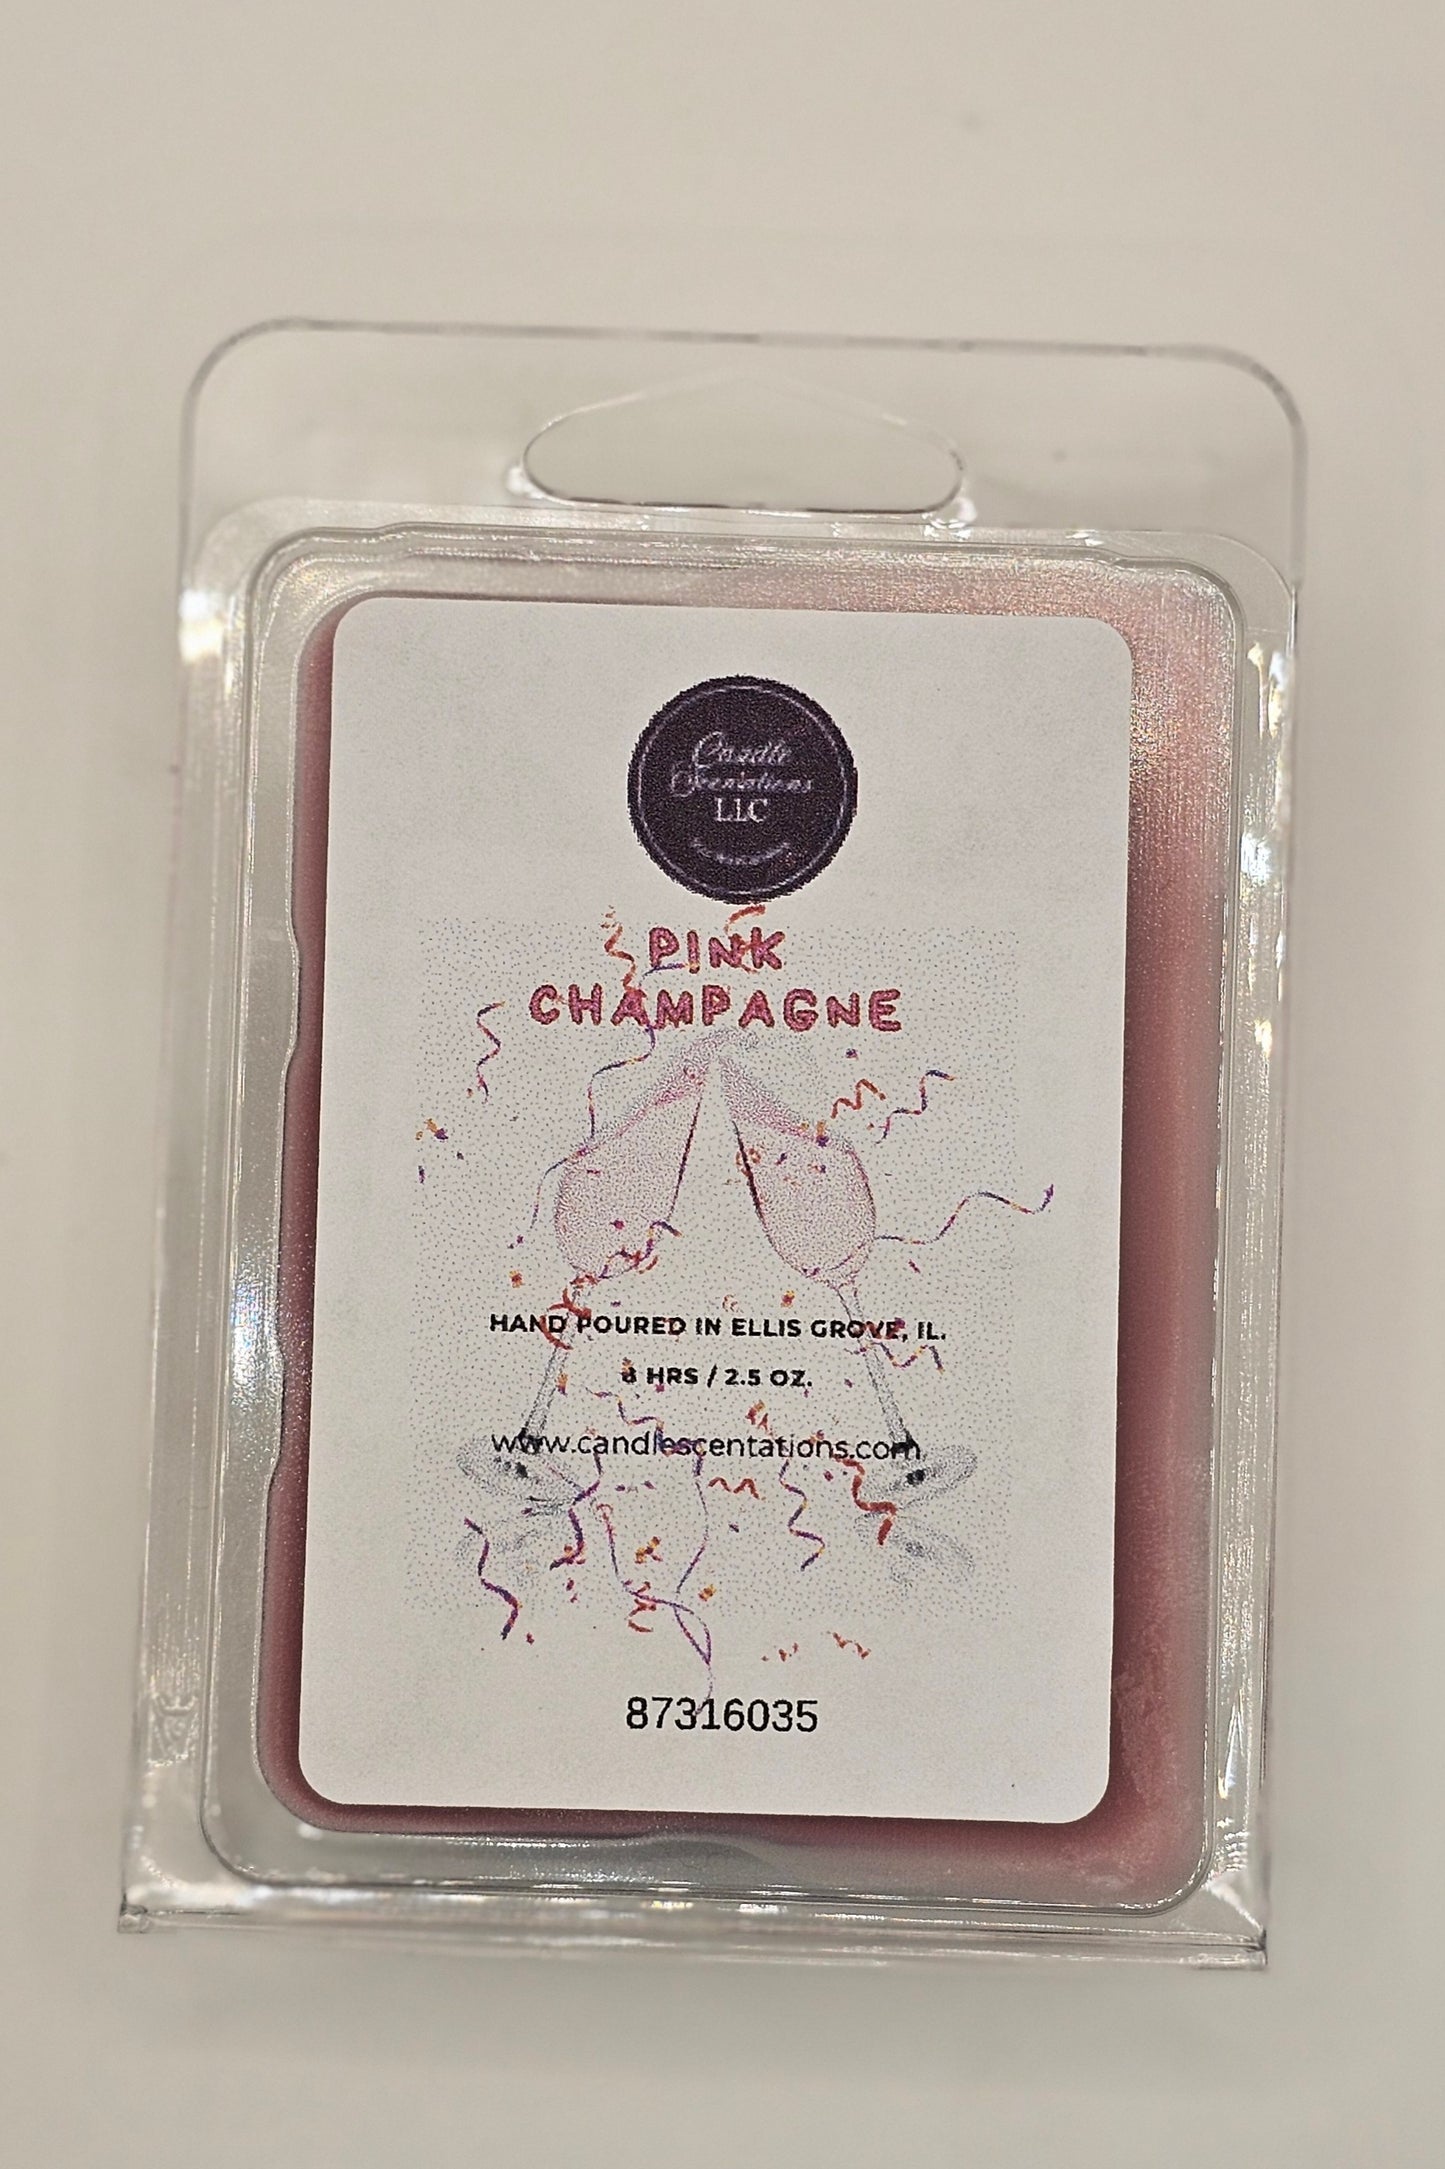 Candle
Scentations
LLC
PINK
CHAMPAGNE
HAND POURED IN ELLIS GROVE, IL.
8 HRS / 2.5 OZ.
www.candlescentations.com
87316035